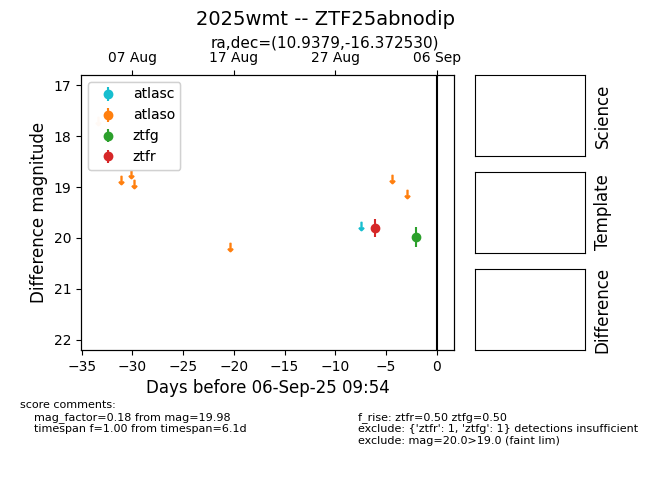 2025wmt -- ZTF25abnodip
ra,dec=(10.9379,-16.372530)
07 Aug 17 Aug 27 Aug 06 Sep
atlasc
atlaso
ztfg
ztfr
17
18
19
20
21
22
Difference magnitude
−35 −30 −25 −20 −15 −10 −5 0
Days before 06-Sep-25 09:54
Science
Template
Difference
score comments:
mag_factor=0.18 from mag=19.98
timespan f=1.00 from timespan=6.1d
f_rise: ztfr=0.50 ztfg=0.50
exclude: {'ztfr': 1, 'ztfg': 1} detections insufficient
exclude: mag=20.0>19.0 (faint lim)